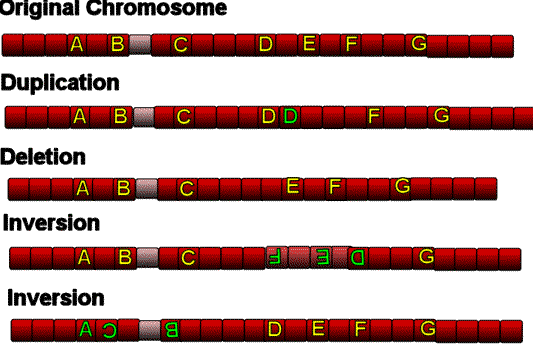 Original Chromosome
A B C D E F G
Duplication
A B C D D F G
Deletion
A B C E F G
Inversion
A B C F E D G
Inversion
A C B D E F G